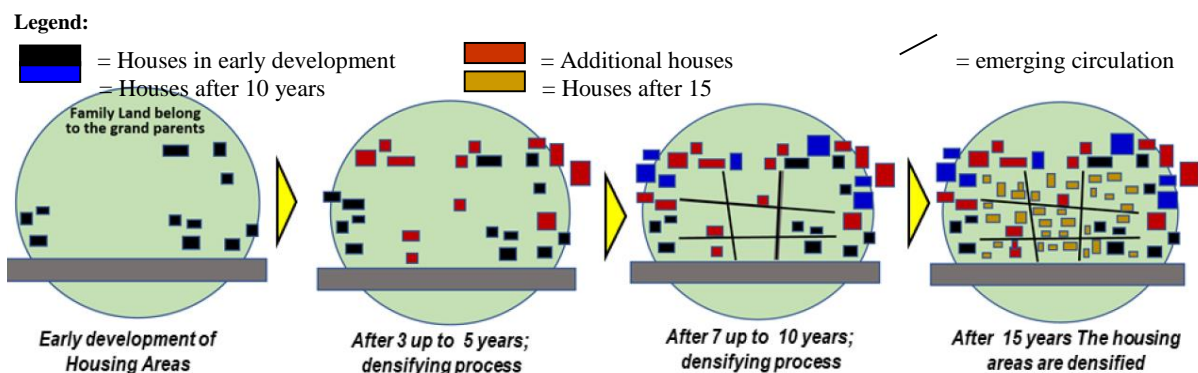 Legend:
= Houses in early development
= Additional houses
= emerging circulation
= Houses after 10 years
= Houses after 15
Family Land belong
to the grand parents
Early development of
Housing Areas
After 3 up to 5 years;
densifying process
After 7 up to 10 years;
densifying process
After 15 years The housing
areas are densified